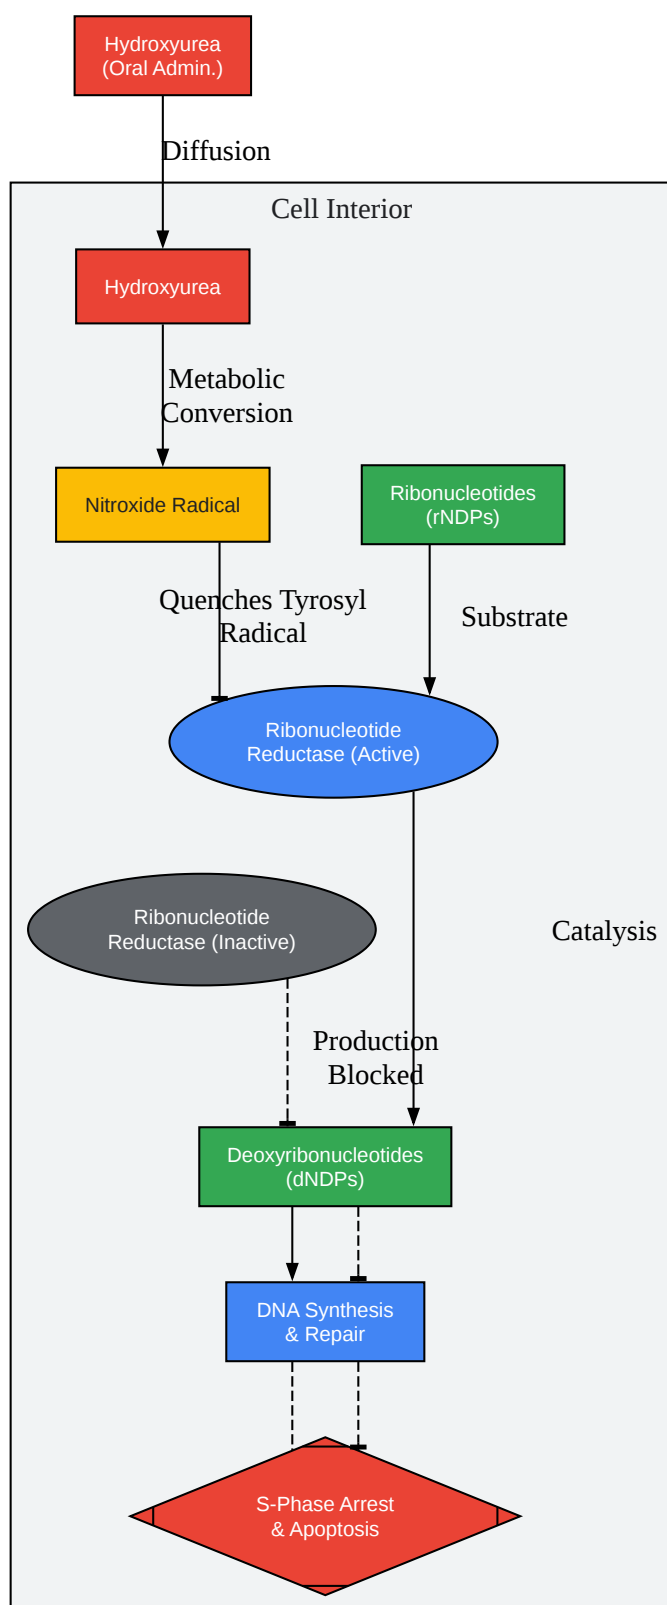 Hydroxyurea
(Oral Admin.)
Diffusion
Cell Interior
Hydroxyurea
Metabolic
Conversion
Nitroxide Radical
Ribonucleotides
(rNDPs)
Quenches Tyrosyl
Radical
Substrate
Ribonucleotide
Reductase (Active)
Ribonucleotide
Reductase (Inactive)
Catalysis
Production
Blocked
Deoxyribonucleotides
(dNDPs)
DNA Synthesis
& Repair
S-Phase Arrest
& Apoptosis